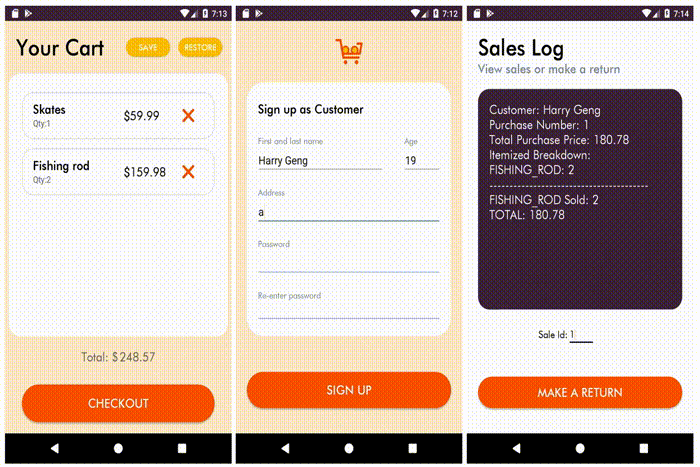 7:13
Your Cart
SAVE
RESTORE
Skates
Qty:1
$59.99
Fishing rod
Qty:2
$159.98
Total: $248.57
CHECKOUT
7:12
Sign up as Customer
First and last name
Age
Harry Geng
19
Address
a
Password
Re-enter password
SIGN UP
7:14
Sales Log
View sales or make a return
Customer: Harry Geng
Purchase Number: 1
Total Purchase Price: 180.78
Itemized Breakdown:
FISHING_ROD: 2
----------------------------------------
FISHING_ROD Sold: 2
TOTAL: 180.78
Sale Id: 1
MAKE A RETURN